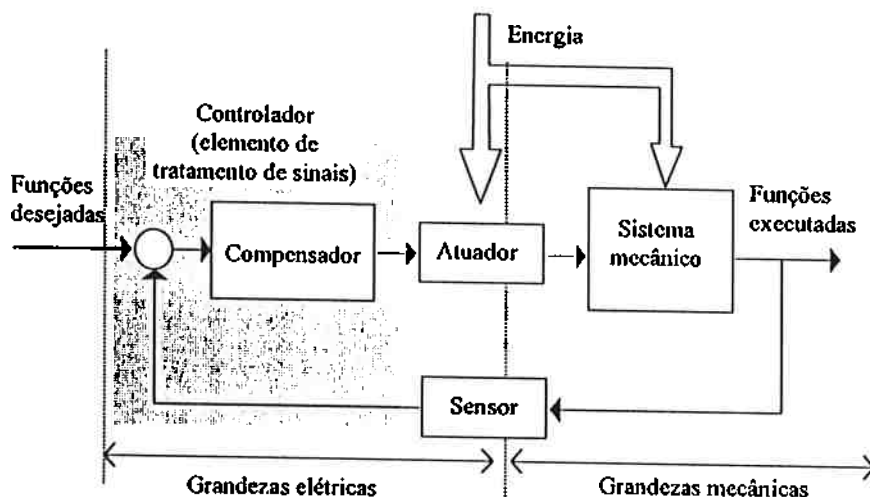 Energia
Controlador
(elemento de
tratamento de sinais)
Funções
desejadas
Compensador
Atuador
Sistema
mecânico
Funções
executadas
Sensor
Grandezas elétricas
Grandezas mecânicas